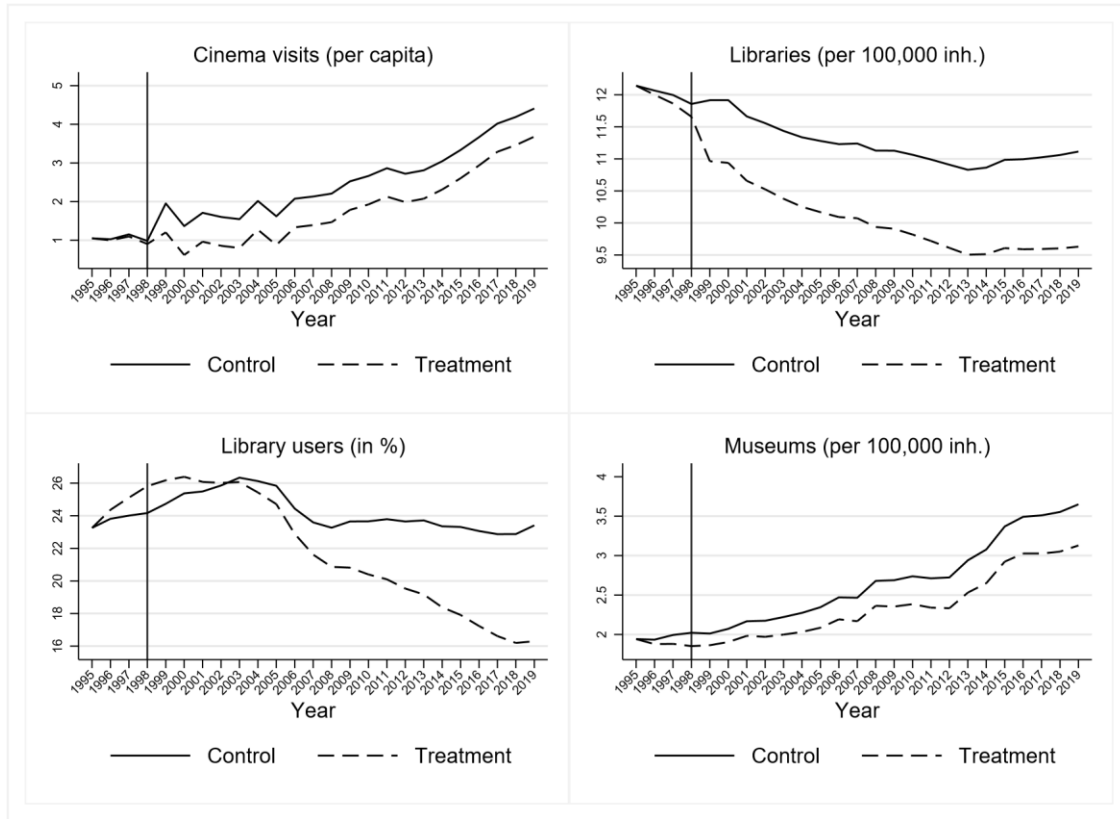 Cinema visits (per capita)
5
4
3
2
1
1995 1996 1997 1998 1999 2000 2001 2002 2003 2004 2005 2006 2007 2008 2009 2010 2011 2012 2013 2014 2015 2016 2017 2018 2019
Year
Control Treatment
Libraries (per 100,000 inh.)
12
11.5
11
10.5
10
9.5
1995 1996 1997 1998 1999 2000 2001 2002 2003 2004 2005 2006 2007 2008 2009 2010 2011 2012 2013 2014 2015 2016 2017 2018 2019
Year
Control Treatment
Library users (in %)
26
24
22
20
18
16
1995 1996 1997 1998 1999 2000 2001 2002 2003 2004 2005 2006 2007 2008 2009 2010 2011 2012 2013 2014 2015 2016 2017 2018 2019
Year
Control Treatment
Museums (per 100,000 inh.)
4
3.5
3
2.5
2
1995 1996 1997 1998 1999 2000 2001 2002 2003 2004 2005 2006 2007 2008 2009 2010 2011 2012 2013 2014 2015 2016 2017 2018 2019
Year
Control Treatment